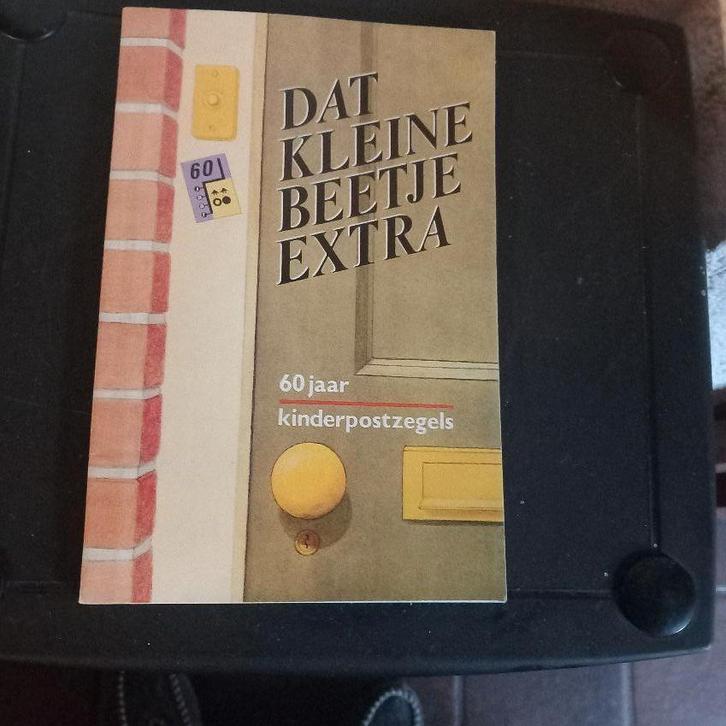 DAT
KLEINE
BEETJE
EXTRA
60
60 jaar
kinderpostzegels